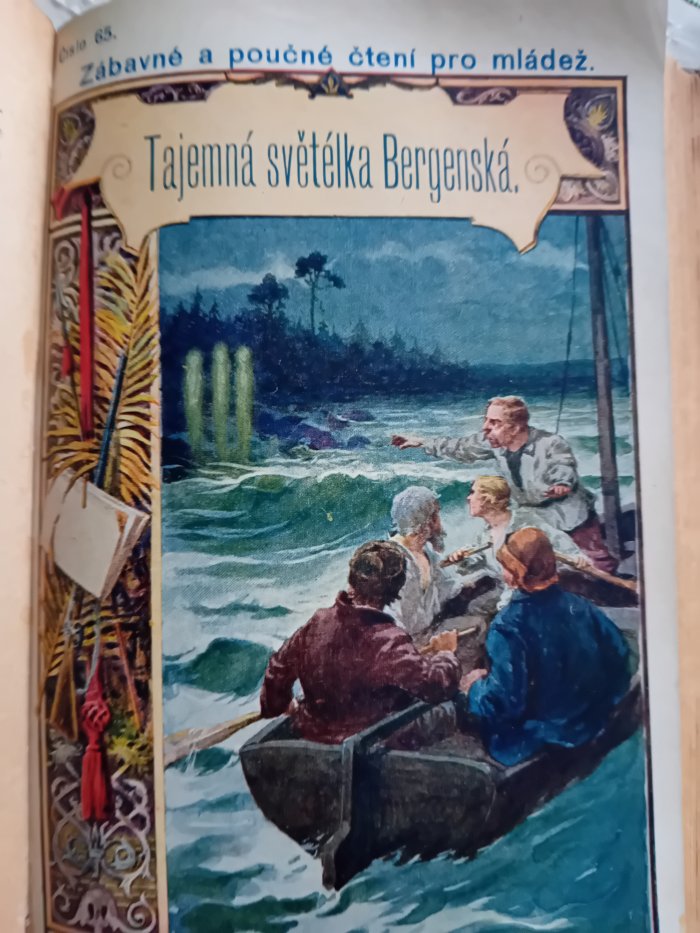 Číslo 65.
Zábavné a poučné čtení pro mládež.
Tajemná světélka Bergenská.